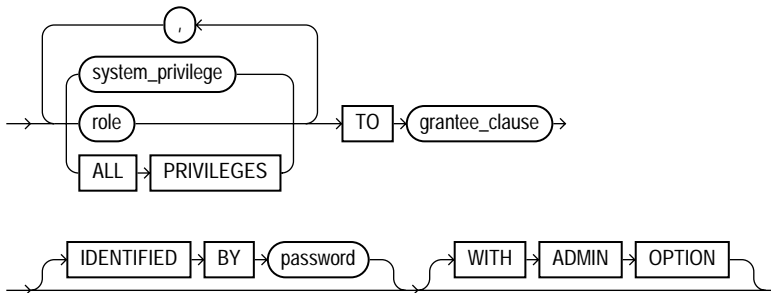 ,
system_privilege
role TO grantee_clause
ALL PRIVILEGES
IDENTIFIED BY password WITH ADMIN OPTION